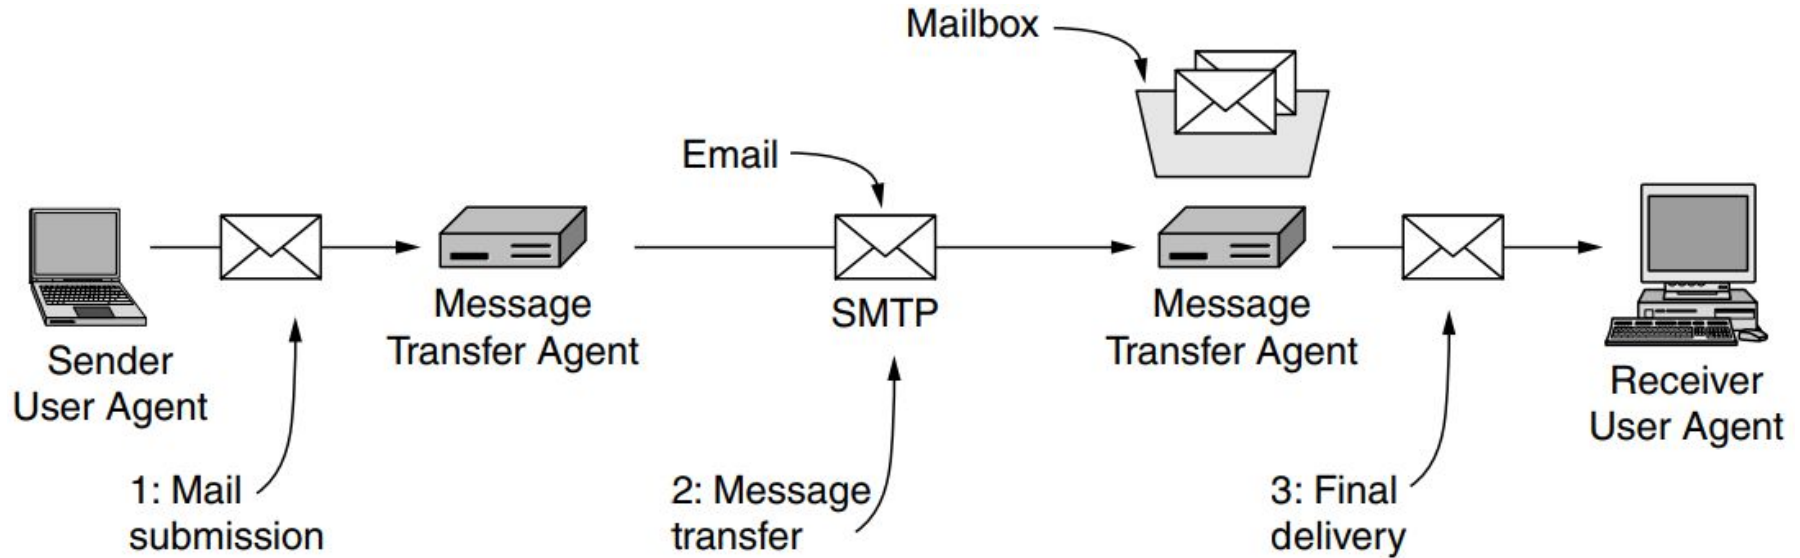 Mailbox
Email
Sender
User Agent
Message
Transfer Agent
SMTP
Message
Transfer Agent
Receiver
User Agent
1: Mail
submission
2: Message
transfer
3: Final
delivery